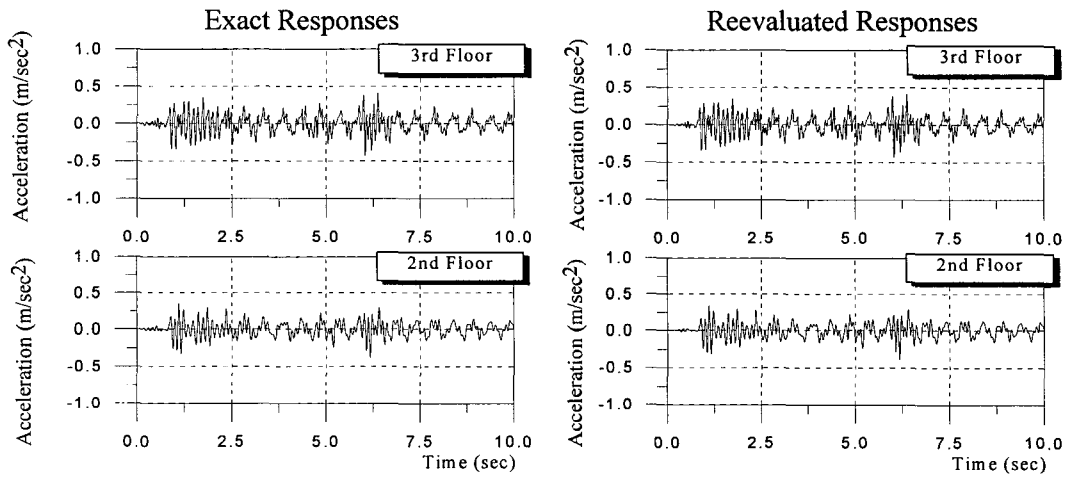 Exact Responses
Acceleration (m/sec²)
1.0
0.5
0.0
-0.5
-1.0
3rd Floor
0.0 2.5 5.0 7.5 10.0
Acceleration (m/sec²)
1.0
0.5
0.0
-0.5
-1.0
2nd Floor
0.0 2.5 5.0 7.5 10.0
Time (sec)
Reevaluated Responses
Acceleration (m/sec²)
1.0
0.5
0.0
-0.5
-1.0
3rd Floor
0.0 2.5 5.0 7.5 10.0
Acceleration (m/sec²)
1.0
0.5
0.0
-0.5
-1.0
2nd Floor
0.0 2.5 5.0 7.5 10.0
Time (sec)